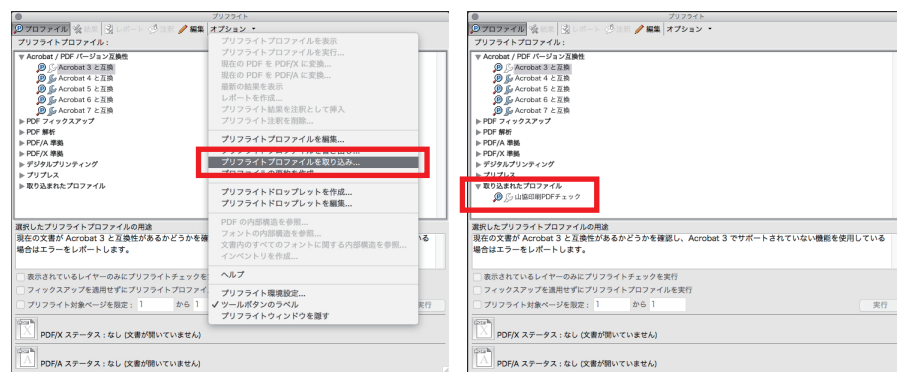 プリフライト
プロファイル 結果 レポート 注釈 編集 オプション
プリフライトプロファイル：
Acrobat / PDF バージョン互換性
Acrobat 3 と互換
Acrobat 4 と互換
Acrobat 5 と互換
Acrobat 6 と互換
Acrobat 7 と互換
PDF フィックスアップ
PDF 解析
PDF/A 準拠
PDF/X 準拠
デジタルプリンティング
プリプレス
取り込まれたプロファイル
選択したプリフライトプロファイルの用途
現在の文書が Acrobat 3 と互換性があるかどうかを確
いる
場合はエラーをレポートします。
表示されているレイヤーのみにプリフライトチェックを
フィックスアップを適用せずにプリフライトプロファイ
プリフライト対象ページを限定： 1 から 1
実行
PDF/X ステータス：なし (文書が開いていません)
PDF/A ステータス：なし (文書が開いていません)
プリフライトプロファイルを表示
プリフライトプロファイルを実行...
現在の PDF を PDF/X に変換...
現在の PDF を PDF/A に変換...
最新の結果を表示
レポートを作成...
プリフライト結果を注釈として挿入
プリフライト注釈を削除...
プリフライトプロファイルを編集...
プリフライトプロファイルを取り込み...
プリフライトドロップレットを作成...
プリフライトドロップレットを編集...
PDF の内部構造を参照...
フォントの内部構造を参照...
文書内のすべてのフォントに関する内部構造を参照...
インベントリを作成...
ヘルプ
プリフライト環境設定...
✓ ツールボタンのラベル
プリフライトウィンドウを隠す
プリフライト
プロファイル 結果 レポート 注釈 編集 オプション
プリフライトプロファイル：
Acrobat / PDF バージョン互換性
Acrobat 3 と互換
Acrobat 4 と互換
Acrobat 5 と互換
Acrobat 6 と互換
Acrobat 7 と互換
PDF フィックスアップ
PDF 解析
PDF/A 準拠
PDF/X 準拠
デジタルプリンティング
プリプレス
取り込まれたプロファイル
山協印刷PDFチェック
選択したプリフライトプロファイルの用途
現在の文書が Acrobat 3 と互換性があるかどうかを確認し、Acrobat 3 でサポートされていない機能を使用している
場合はエラーをレポートします。
表示されているレイヤーのみにプリフライトチェックを実行
フィックスアップを適用せずにプリフライトプロファイルを実行
プリフライト対象ページを限定： 1 から 1
実行
PDF/X ステータス：なし (文書が開いていません)
PDF/A ステータス：なし (文書が開いていません)